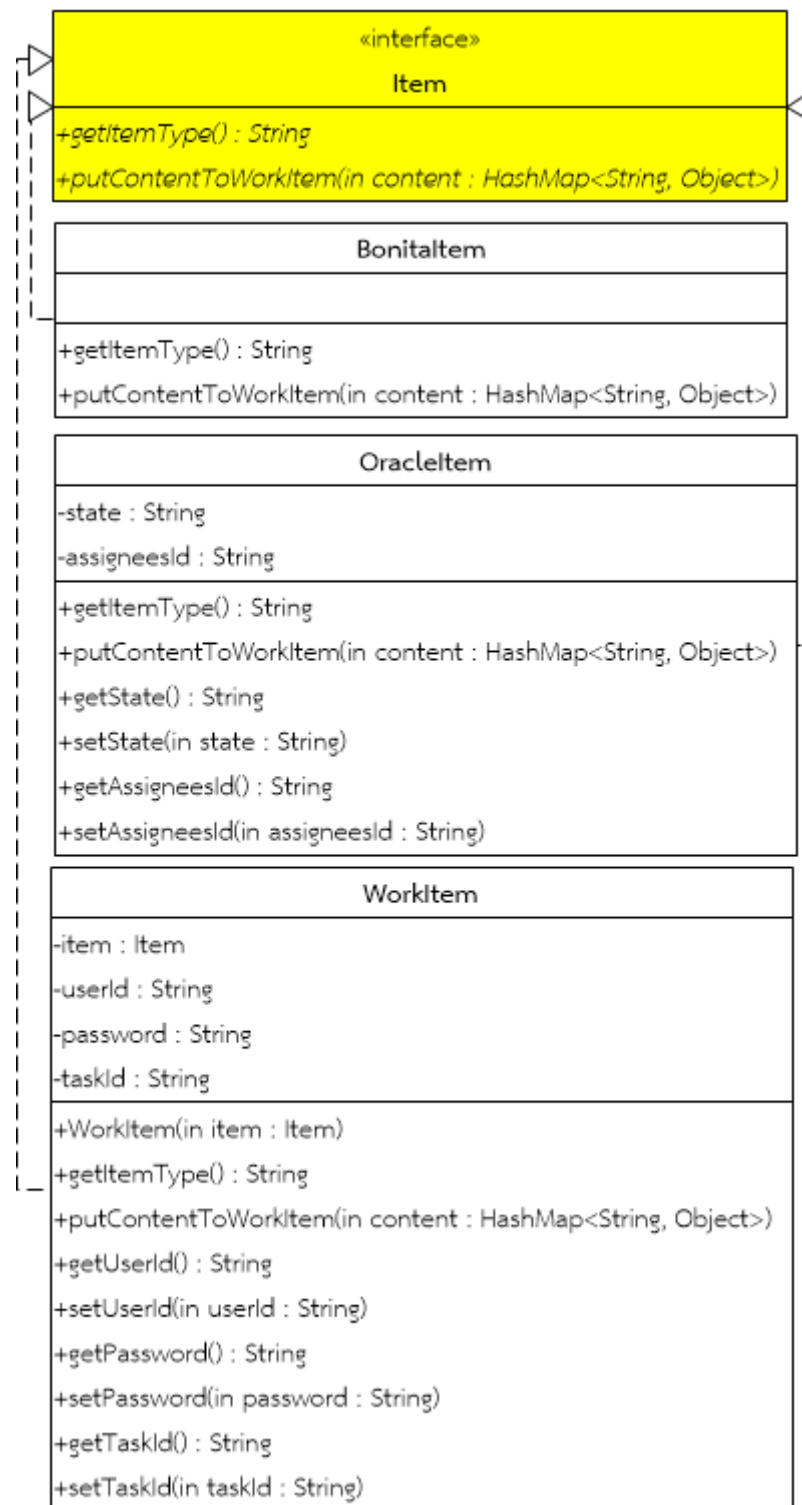 «interface»
Item
+getItemType() : String
+putContentToWorkItem(in content : HashMap<String, Object>)
BonitaItem
+getItemType() : String
+putContentToWorkItem(in content : HashMap<String, Object>)
OracleItem
-state : String
-assigneesId : String
+getItemType() : String
+putContentToWorkItem(in content : HashMap<String, Object>)
+getState() : String
+setState(in state : String)
+getAssigneesId() : String
+setAssigneesId(in assigneesId : String)
WorkItem
-item : Item
-userId : String
-password : String
-taskId : String
+WorkItem(in item : Item)
+getItemType() : String
+putContentToWorkItem(in content : HashMap<String, Object>)
+getUserId() : String
+setUserId(in userId : String)
+getPassword() : String
+setPassword(in password : String)
+getTaskId() : String
+setTaskId(in taskId : String)